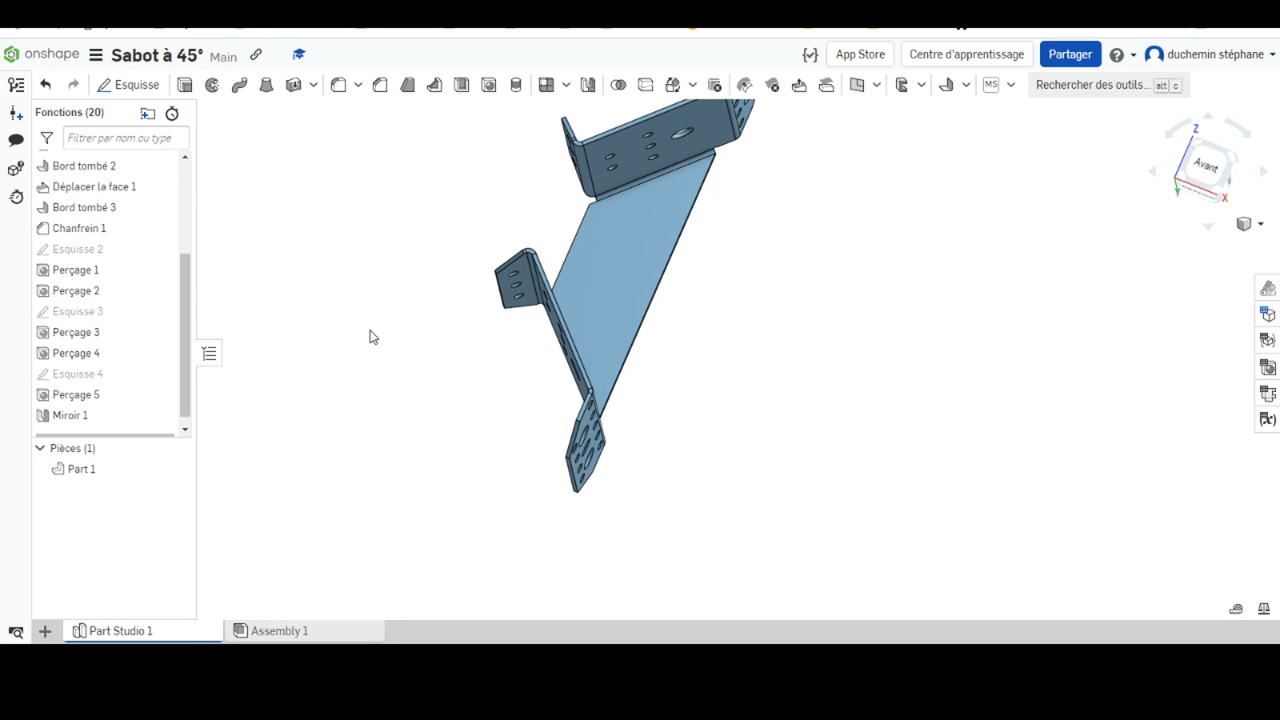 onshape Sabot à 45° Main App Store Centre d'apprentissage Partager duchemin stéphane
Esquisse MS Rechercher des outils... alt c
Fonctions (20)
Filtrer par nom ou type
Bord tombé 2
Déplacer la face 1
Bord tombé 3
Chanfrein 1
Esquisse 2
Perçage 1
Perçage 2
Esquisse 3
Perçage 3
Perçage 4
Esquisse 4
Perçage 5
Miroir 1
Pièces (1)
Part 1
Z
Avant
X
Y
Part Studio 1 Assembly 1